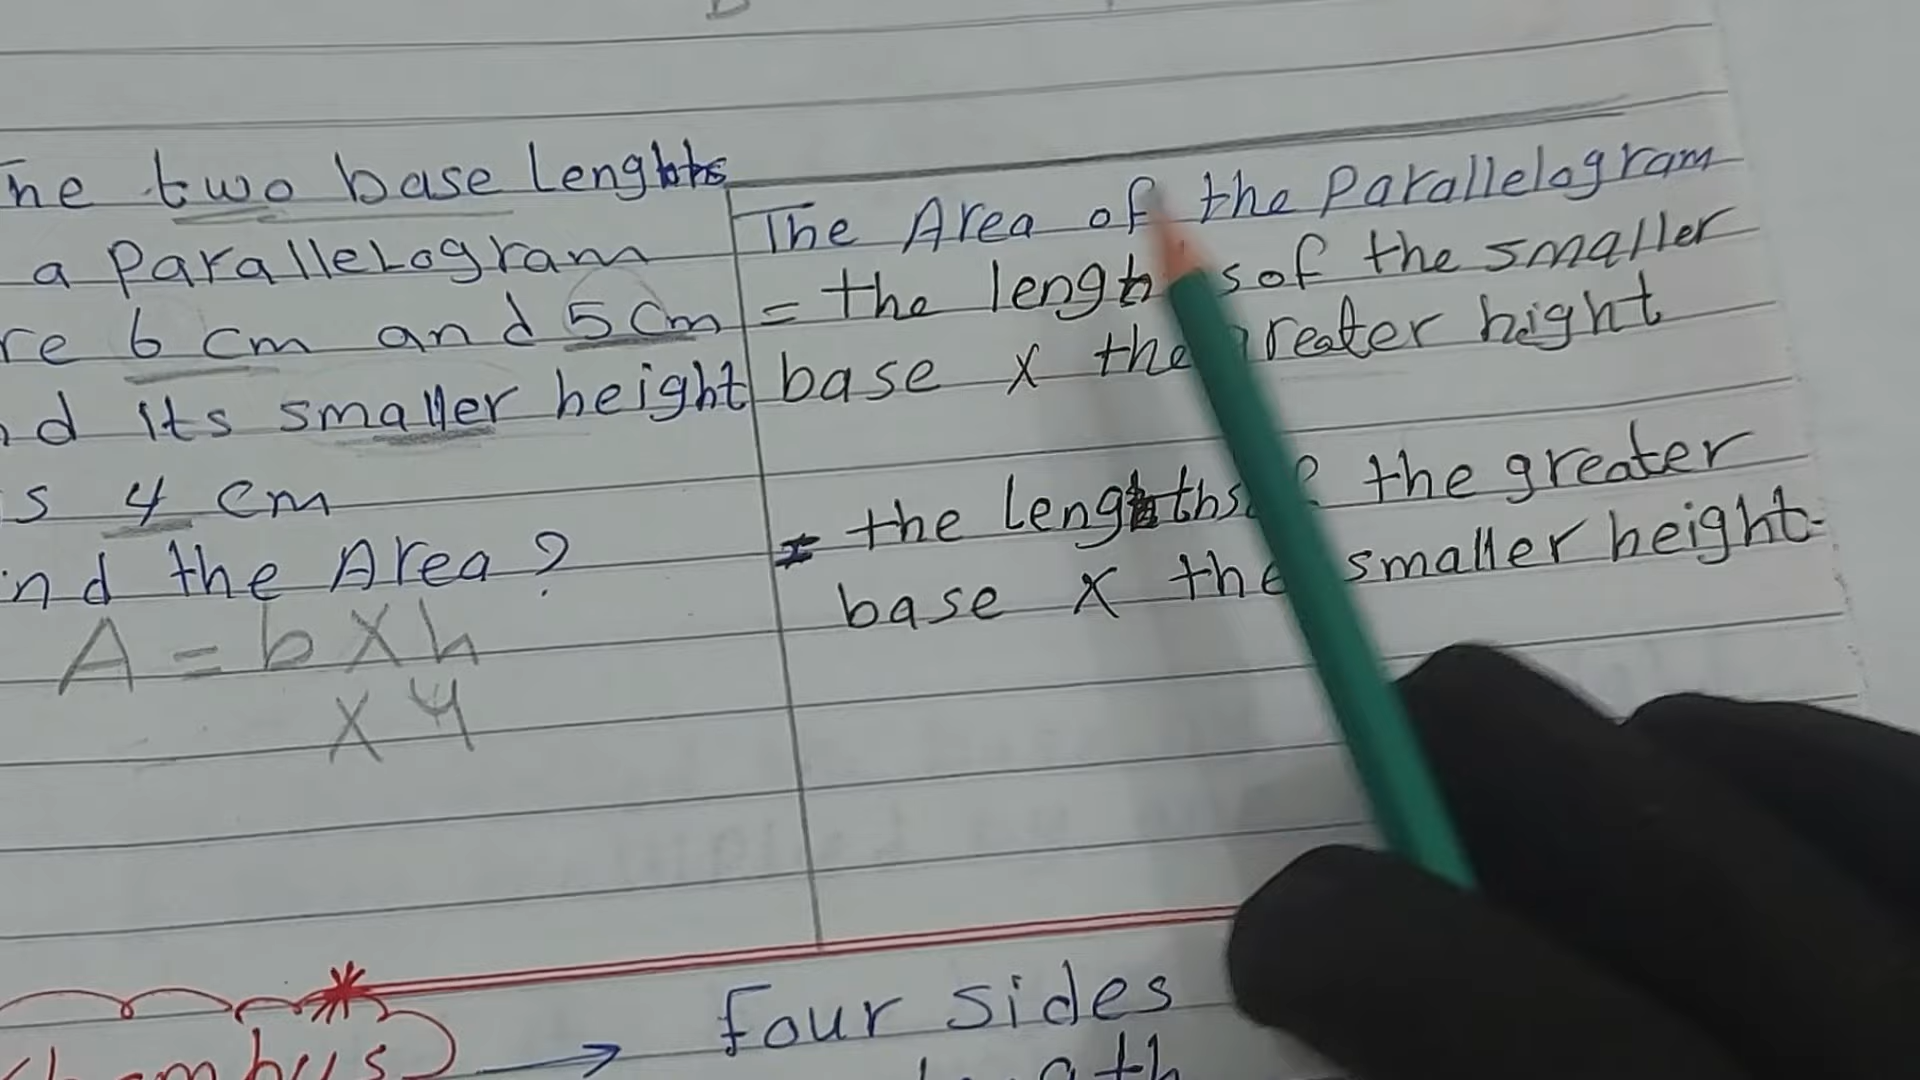 he two base Lenghts
a Parallelogram
re 6 cm and 5 cm
d its smaller height
s 4 cm
nd the Area?
A = b x h
x 4
The Area of the Parallelogram
= the of the smaller
base x the greater hight
= the lengths the greater
base x the smaller height.
Four sides